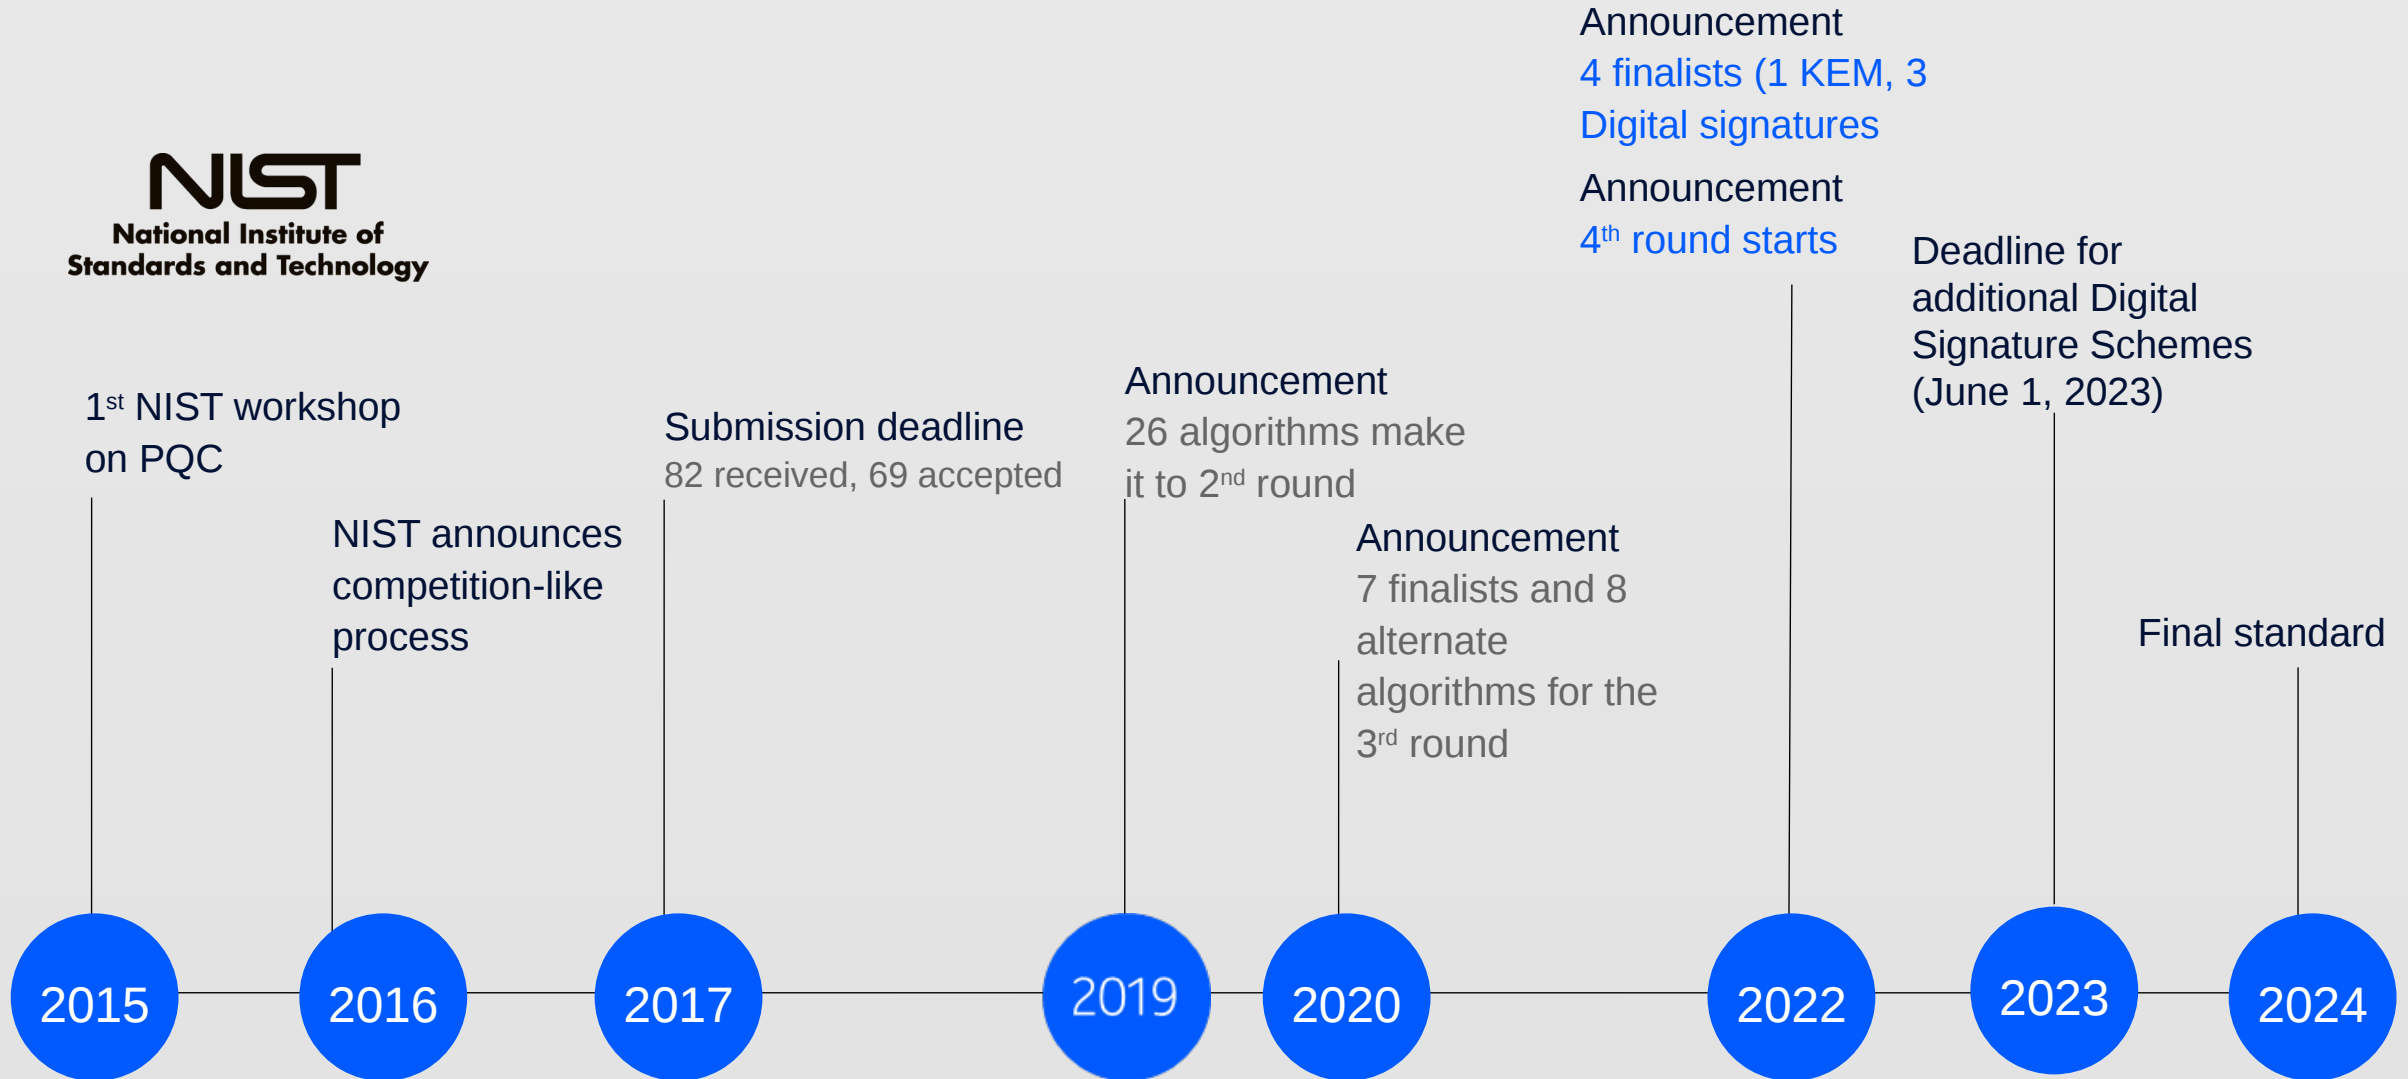 NIST
National Institute of
Standards and Technology
1st NIST workshop
on PQC
NIST announces
competition-like
process
Submission deadline
82 received, 69 accepted
Announcement
26 algorithms make
it to 2nd round
Announcement
7 finalists and 8
alternate
algorithms for the
3rd round
Announcement
4 finalists (1 KEM, 3
Digital signatures
Announcement
4th round starts
Deadline for
additional Digital
Signature Schemes
(June 1, 2023)
Final standard
2015
2016
2017
2019
2020
2022
2023
2024